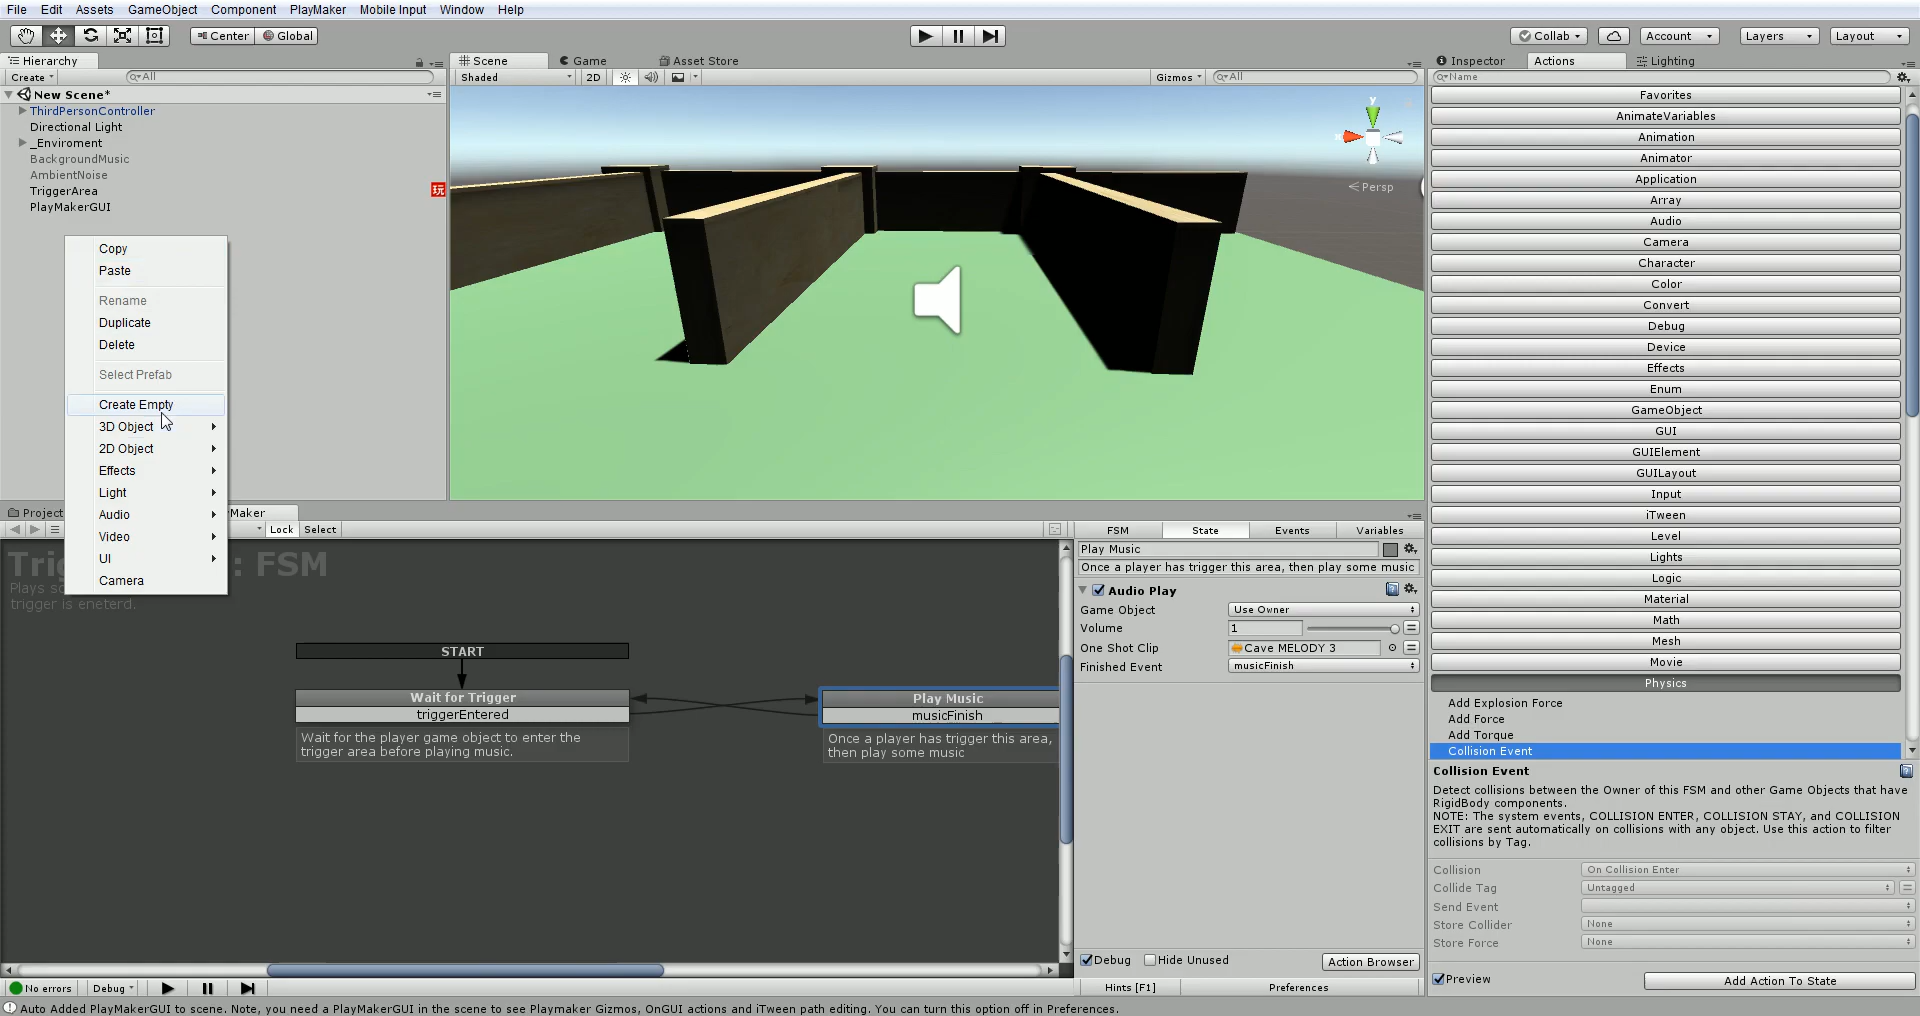 File Edit Assets GameObject Component PlayMaker Mobile Input Window Help
Center Global Collab Account Layers Layout
Hierarchy
Create All
New Scene*
ThirdPersonController
Directional Light
_Enviroment
BackgroundMusic
AmbientNoise
TriggerArea
玩
PlayMakerGUI
Copy
Paste
Rename
Duplicate
Delete
Select Prefab
Create Empty
3D Object
2D Object
Effects
Light
Audio
Video
UI
Camera
Scene Game Asset Store
Shaded 2D Gizmos All
y
Persp
Inspector Actions Lighting
Name
Favorites
AnimateVariables
Animation
Animator
Application
Array
Audio
Camera
Character
Color
Convert
Debug
Device
Effects
Enum
GameObject
GUI
GUIElement
GUILayout
Input
iTween
Level
Lights
Logic
Material
Math
Mesh
Movie
Physics
Add Explosion Force
Add Force
Add Torque
Collision Event
Collision Event
Detect collisions between the Owner of this FSM and other Game Objects that have
RigidBody components.
NOTE: The system events, COLLISION ENTER, COLLISION STAY, and COLLISION
EXIT are sent automatically on collisions with any object. Use this action to filter
collisions by Tag.
Collision On Collision Enter
Collide Tag Untagged
Send Event
Store Collider None
Store Force None
Preview Add Action To State
Project yMaker
Lock Select
Trig : FSM
Plays s
trigger is eneterd.
START
Wait for Trigger
triggerEntered
Wait for the player game object to enter the
trigger area before playing music.
Play Music
musicFinish
Once a player has trigger this area,
then play some music
FSM State Events Variables
Play Music
Once a player has trigger this area, then play some music
Audio Play
Game Object Use Owner
Volume 1
One Shot Clip Cave MELODY 3
Finished Event musicFinish
Debug Hide Unused Action Browser
No errors Debug Hints [F1] Preferences
Auto Added PlayMakerGUI to scene. Note, you need a PlayMakerGUI in the scene to see Playmaker Gizmos, OnGUI actions and iTween path editing. You can turn this option off in Preferences.